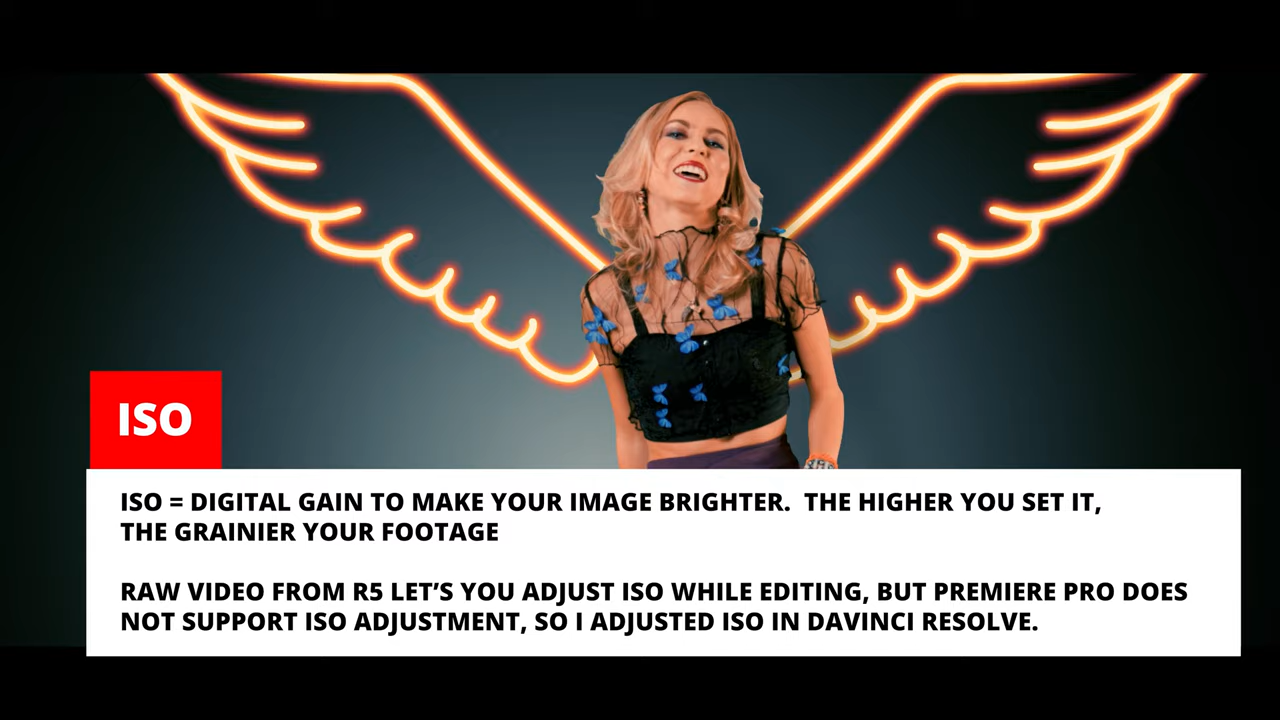 ISO
ISO = DIGITAL GAIN TO MAKE YOUR IMAGE BRIGHTER.  THE HIGHER YOU SET IT,
THE GRAINIER YOUR FOOTAGE
RAW VIDEO FROM R5 LET’S YOU ADJUST ISO WHILE EDITING, BUT PREMIERE PRO DOES
NOT SUPPORT ISO ADJUSTMENT, SO I ADJUSTED ISO IN DAVINCI RESOLVE.